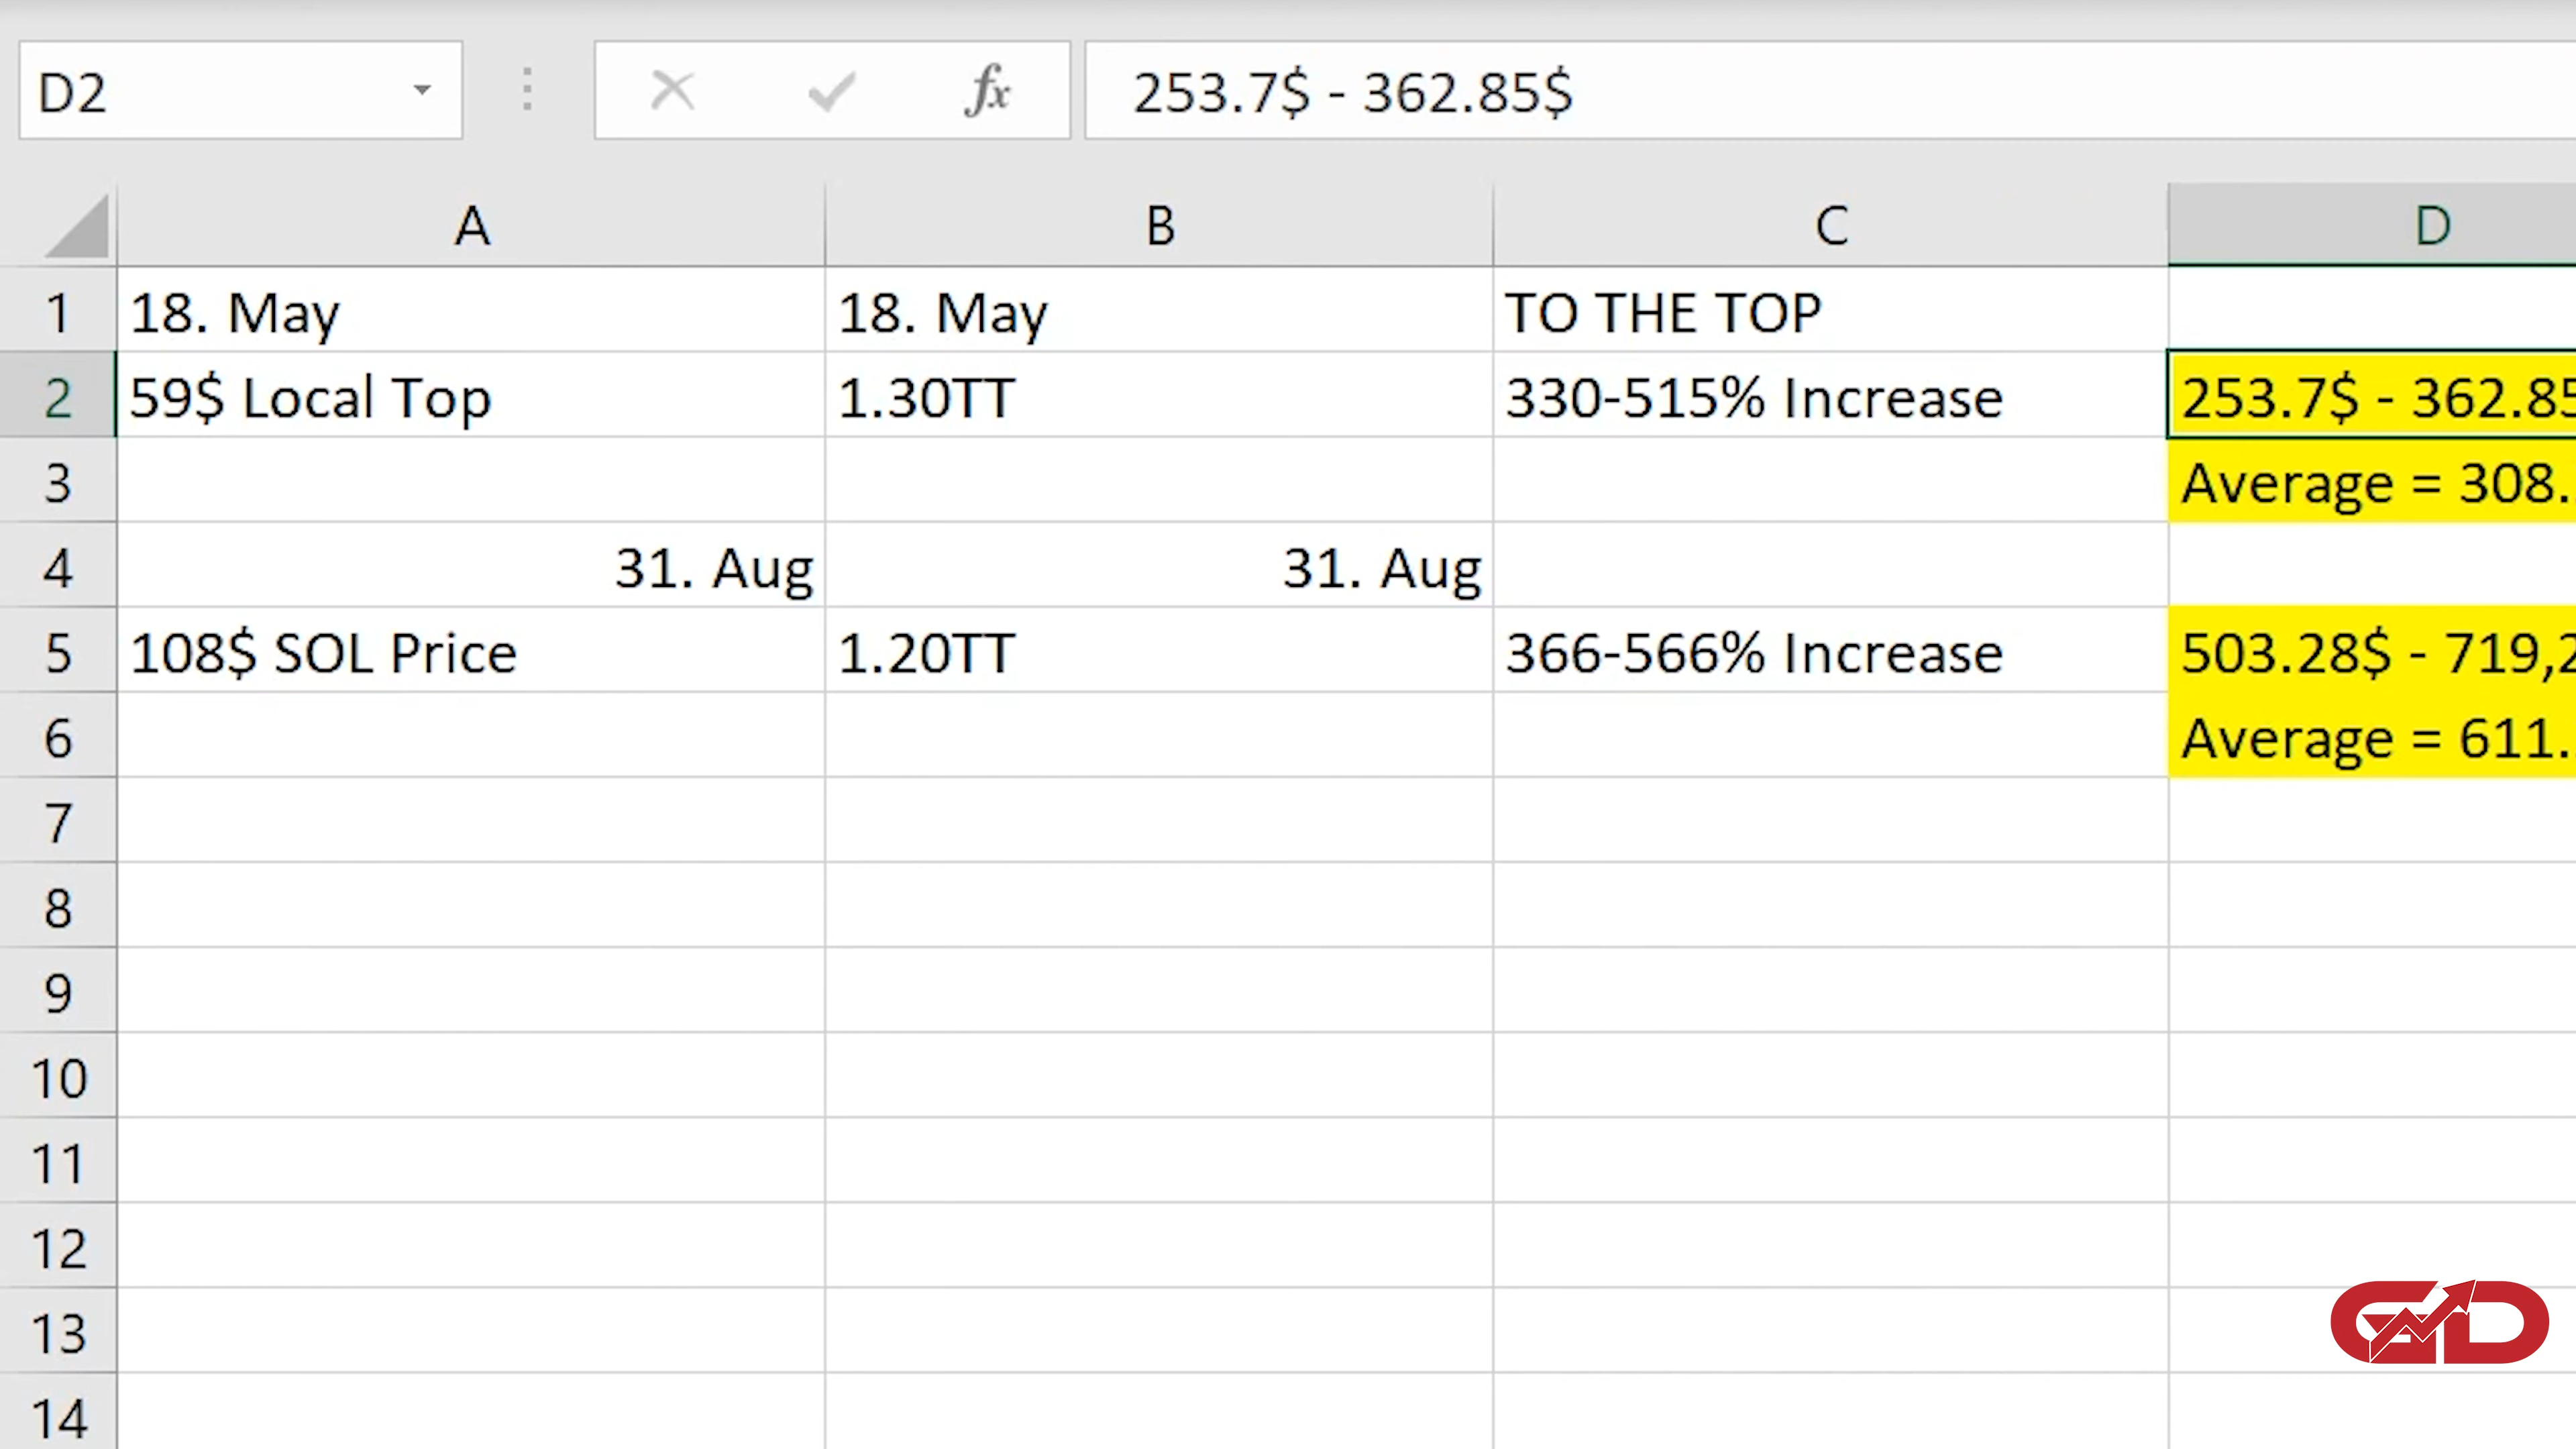 D2 fx 253.7$ - 362.85$
A B C D
1 18. May 18. May TO THE TOP
2 59$ Local Top 1.30TT 330-515% Increase 253.7$ - 362.85
3 Average = 308.
4 31. Aug 31. Aug
5 108$ SOL Price 1.20TT 366-566% Increase 503.28$ - 719,2
6 Average = 611.
7
8
9
10
11
12
13
14